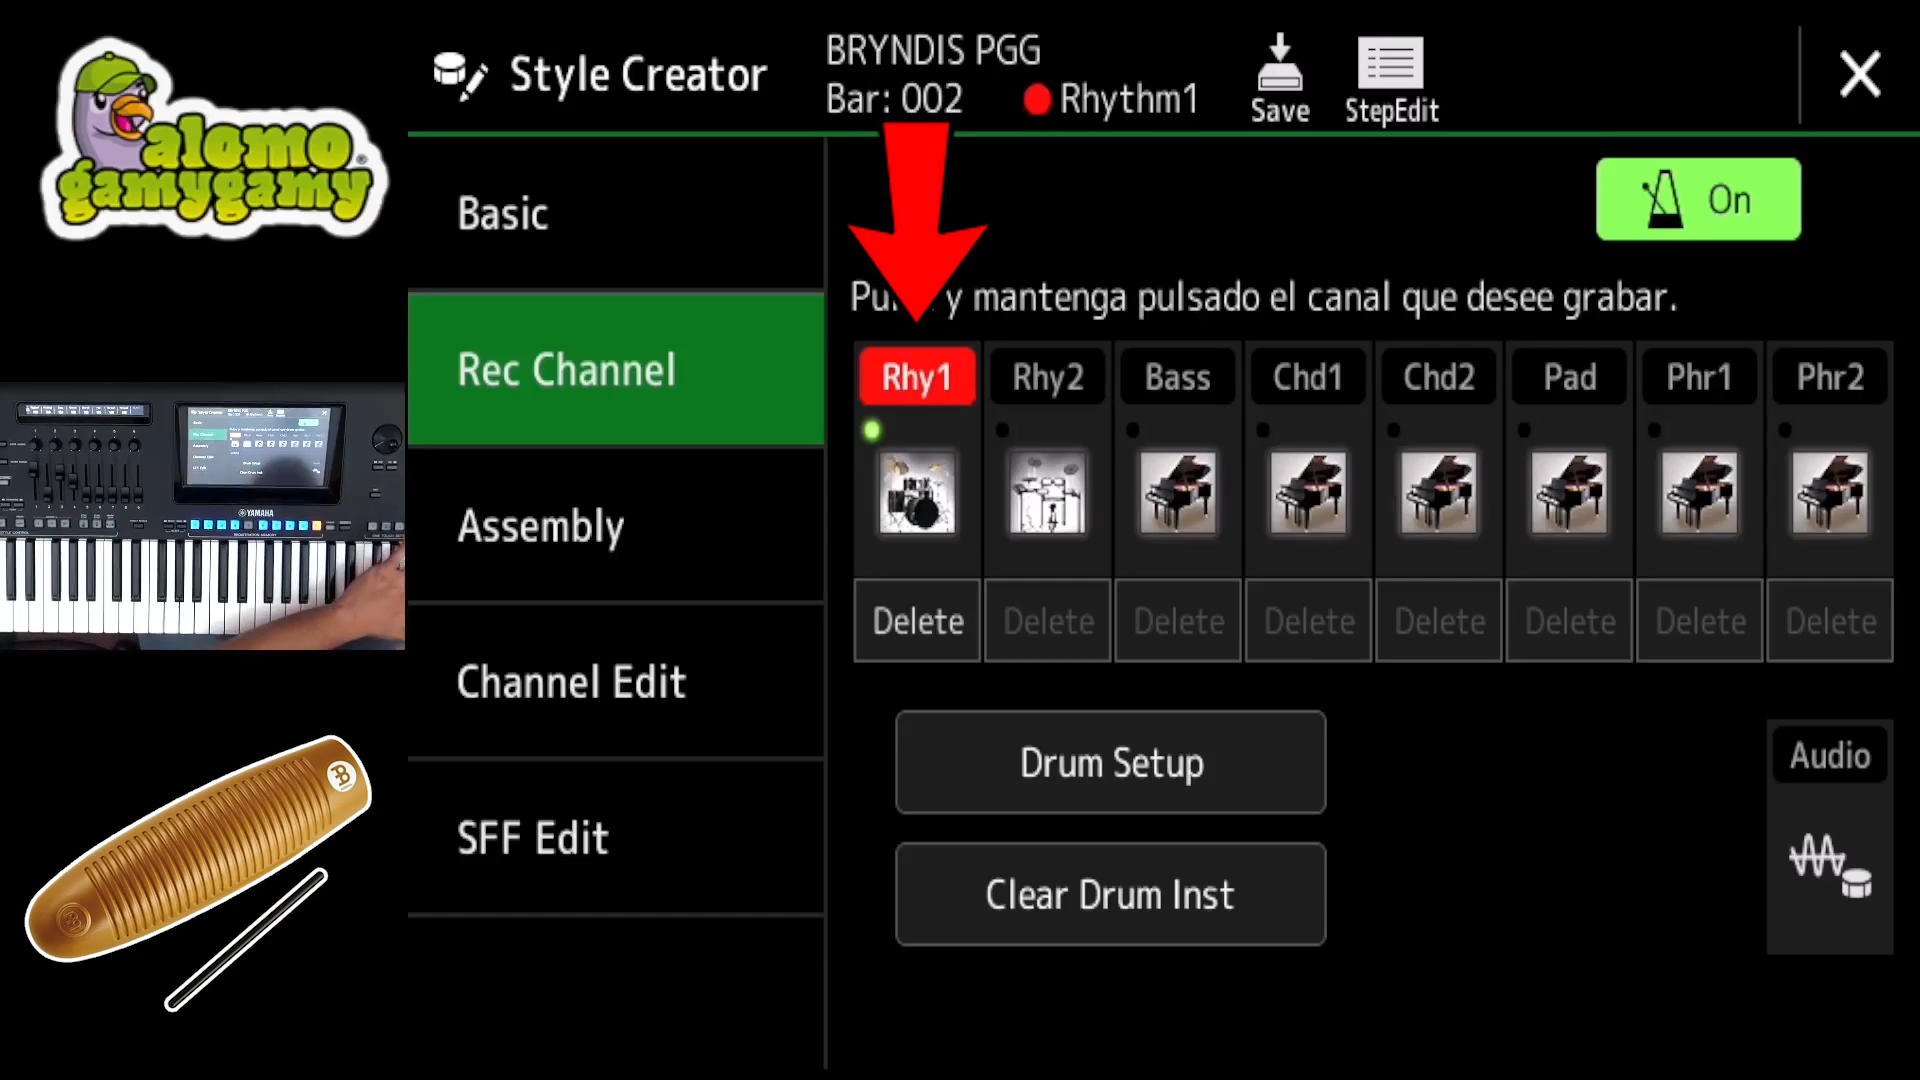 alomo
gamygamy
®
Style Creator
BRYNDIS PGG
Bar: 002
Rhythm1
Save
StepEdit
Basic
Rec Channel
Assembly
Channel Edit
SFF Edit
On
y mantenga pulsado el canal que desee grabar.
Rhy1
Rhy2
Bass
Chd1
Chd2
Pad
Phr1
Phr2
Delete
Delete
Delete
Delete
Delete
Delete
Delete
Delete
Drum Setup
Clear Drum Inst
Audio
YAMAHA